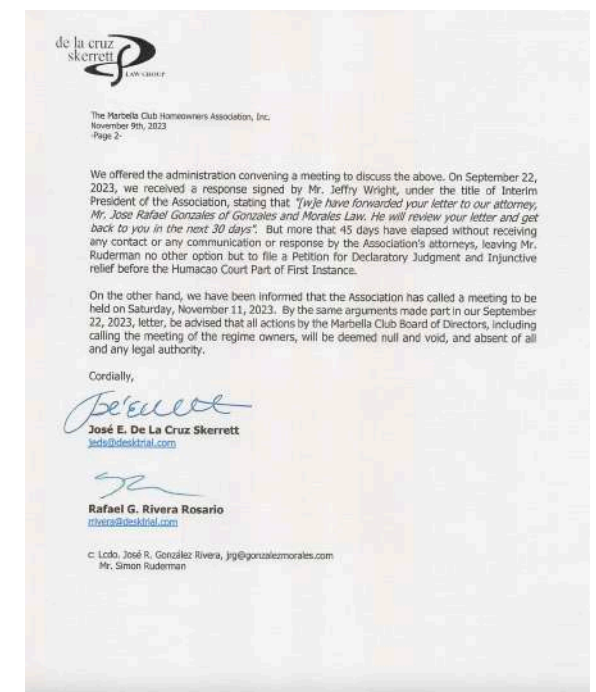 de la cruz
skerrett
LAW GROUP
The Marbella Club Homeowners Association, Inc.
November 9th, 2023
-Page 2-
We offered the administration convening a meeting to discuss the above. On September 22,
2023, we received a response signed by Mr. Jeffry Wright, under the title of Interim
President of the Association, stating that "[w]e have forwarded your letter to our attorney,
Mr. Jose Rafael Gonzales of Gonzales and Morales Law. He will review your letter and get
back to you in the next 30 days". But more that 45 days have elapsed without receiving
any contact or any communication or response by the Association's attorneys, leaving Mr.
Ruderman no other option but to file a Petition for Declaratory Judgment and Injunctive
relief before the Humacao Court Part of First Instance.
On the other hand, we have been informed that the Association has called a meeting to be
held on Saturday, November 11, 2023. By the same arguments made part in our September
22, 2023, letter, be advised that all actions by the Marbella Club Board of Directors, including
calling the meeting of the regime owners, will be deemed null and void, and absent of all
and any legal authority.
Cordially,
José E. De La Cruz Skerrett
jeds@desktrial.com
Rafael G. Rivera Rosario
rrivera@desktrial.com
c: Lcdo. José R. González Rivera, jrg@gonzalezmorales.com
Mr. Simon Ruderman